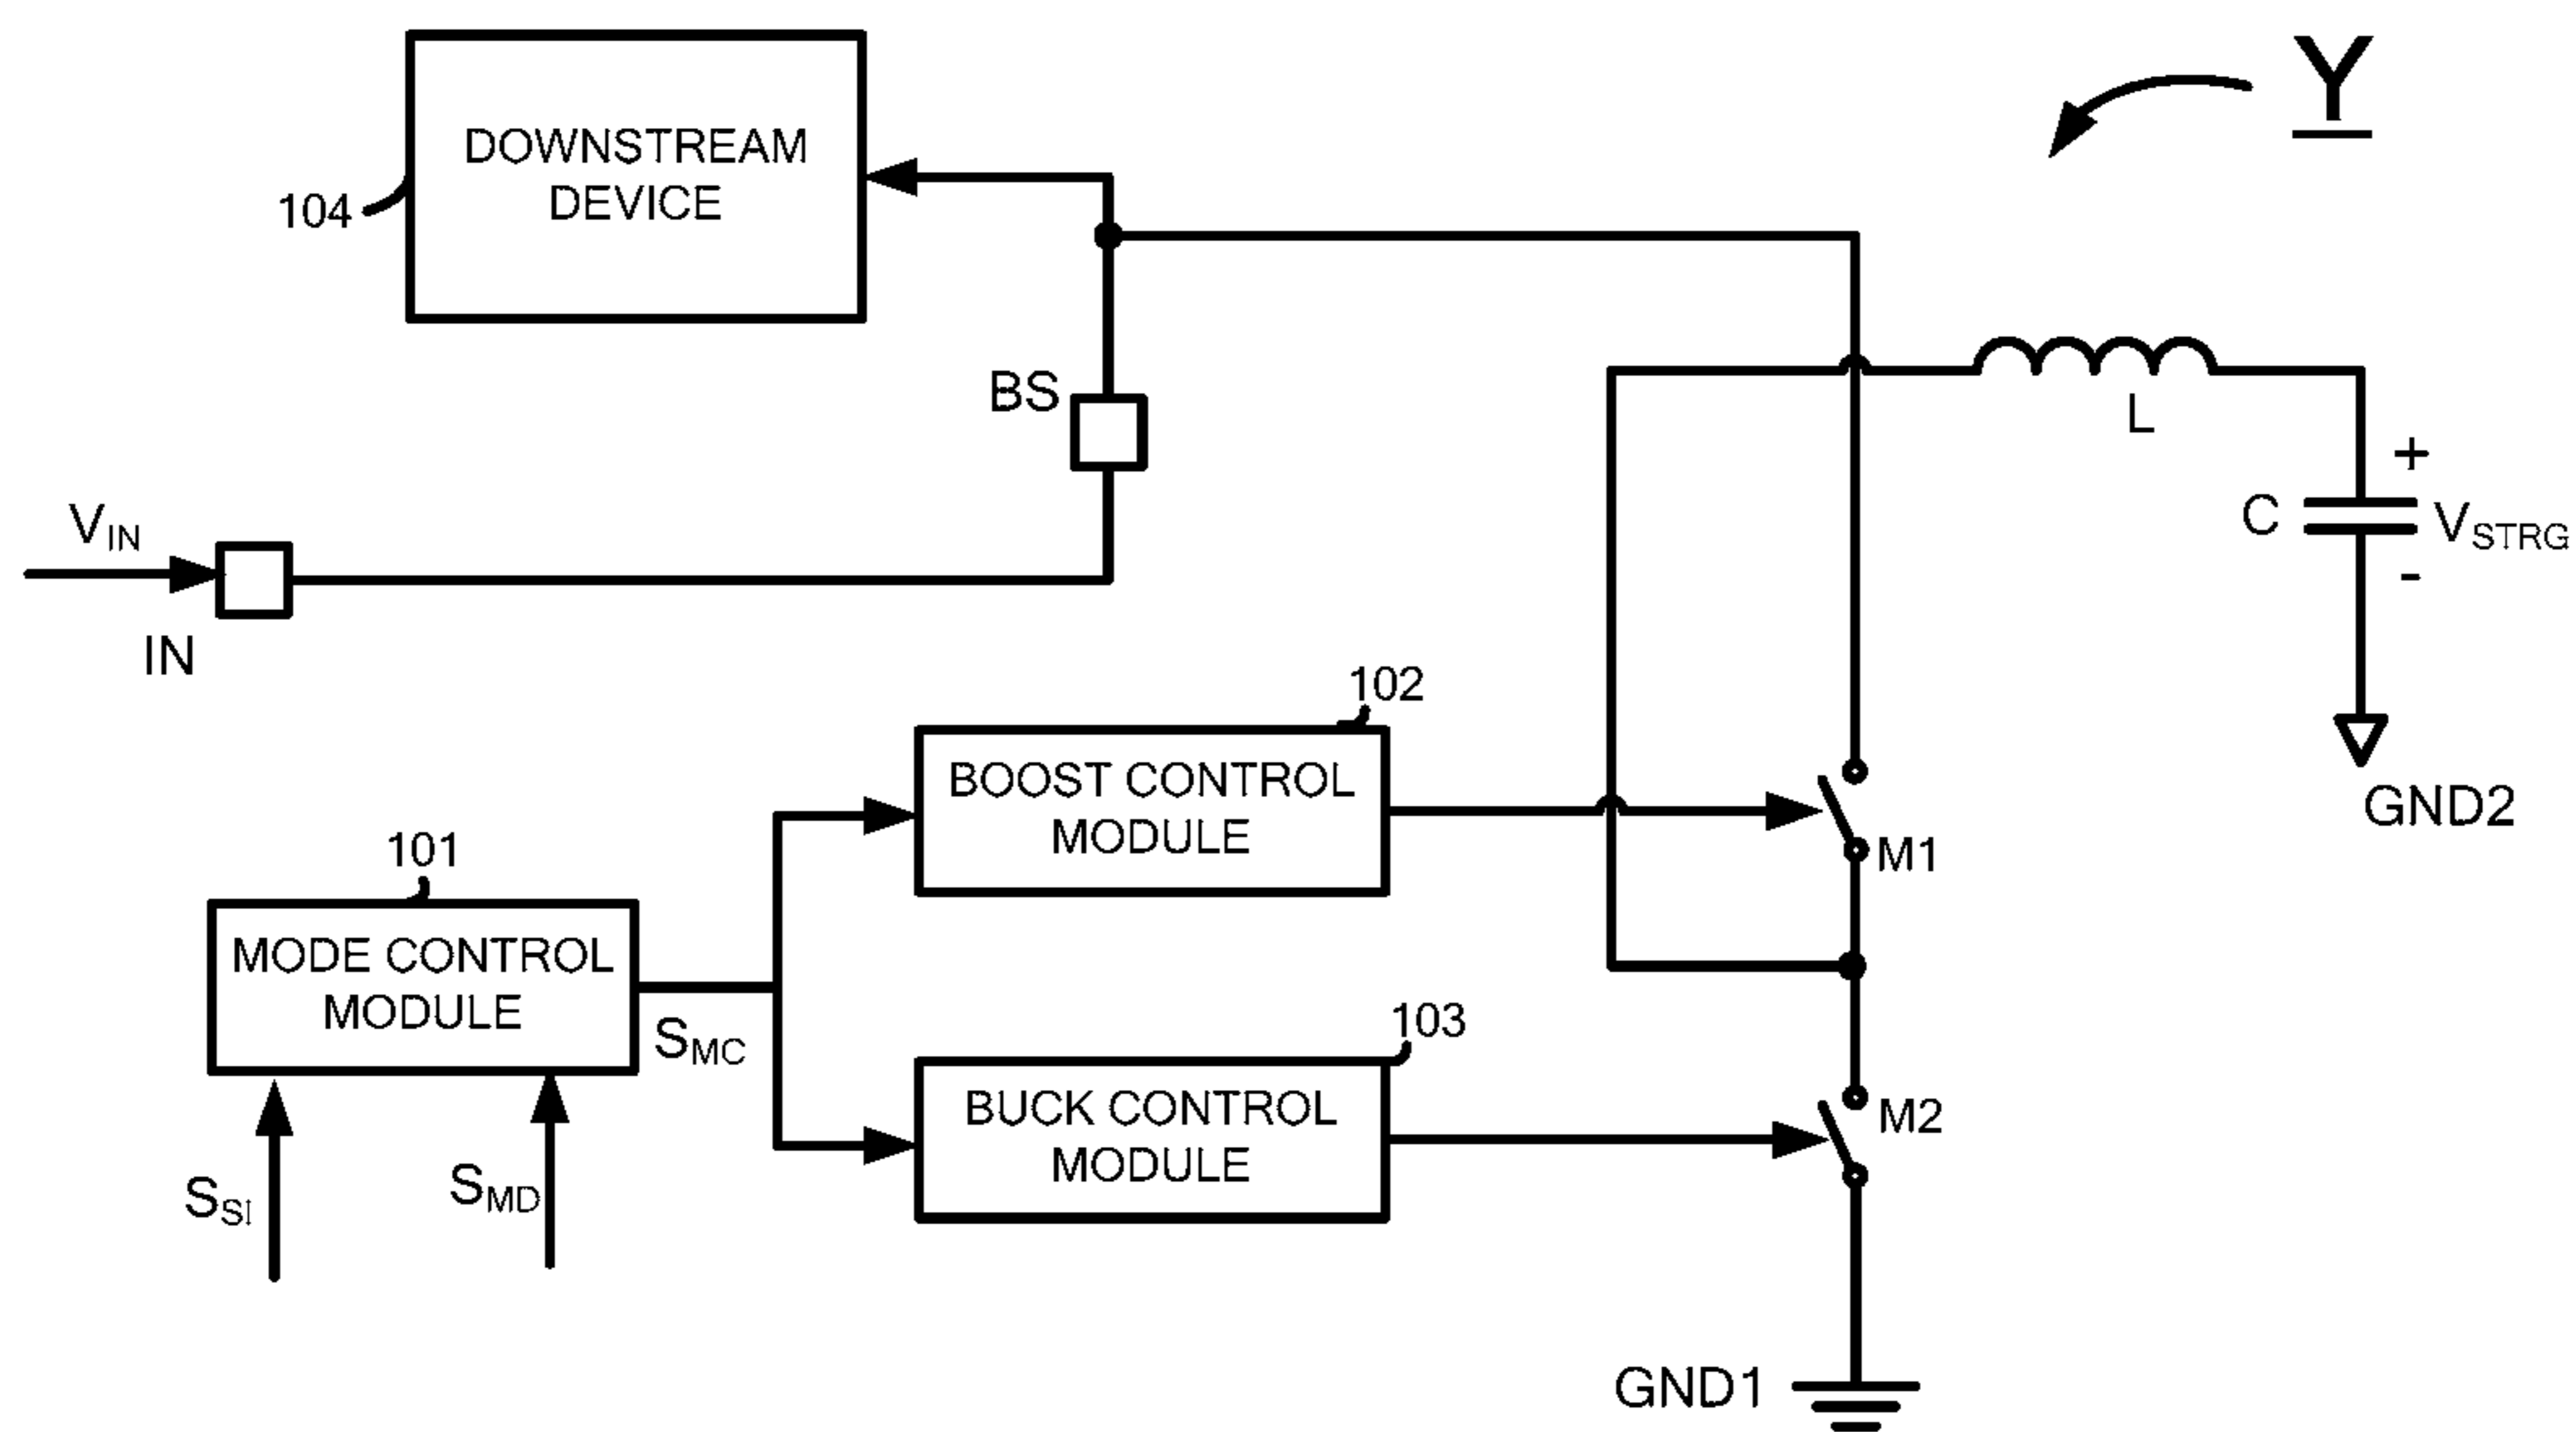 Y
DOWNSTREAM
DEVICE
104
BS
L
+
C
VSTRG
-
GND2
VIN
IN
102
BOOST CONTROL
MODULE
M1
101
MODE CONTROL
MODULE
SMC
103
BUCK CONTROL
MODULE
M2
SSI
SMD
GND1